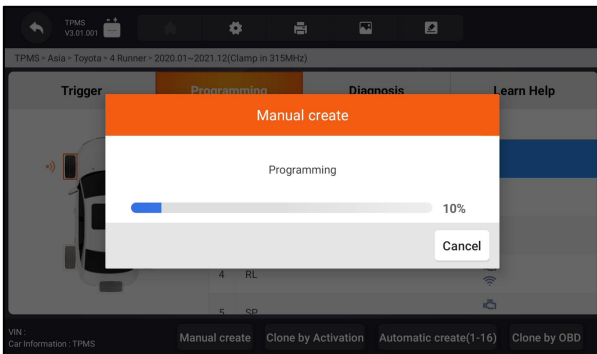 TPMS
V3.01.001
TPMS > Asia > Toyota > 4 Runner > 2020.01~2021.12(Clamp in 315MHz)
Trigger
Programming
Diagnosis
Learn Help
Manual create
Programming
10%
Cancel
4 RL
5 SP
VIN :
Car Information : TPMS
Manual create
Clone by Activation
Automatic create(1-16)
Clone by OBD